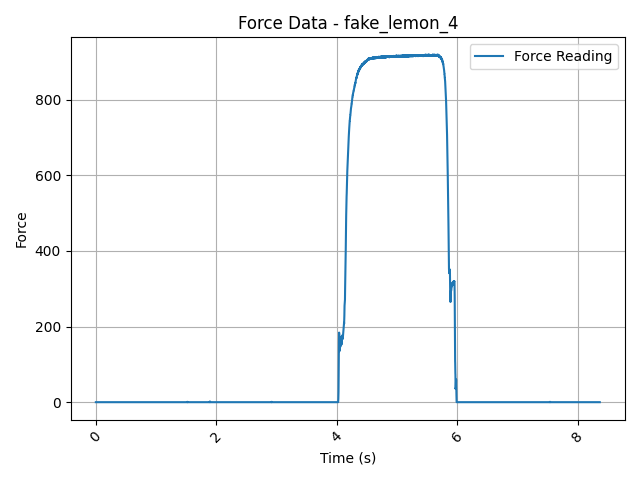 Force Data - fake_lemon_4
Force Reading
Force
800
600
400
200
0
0 2 4 6 8
Time (s)